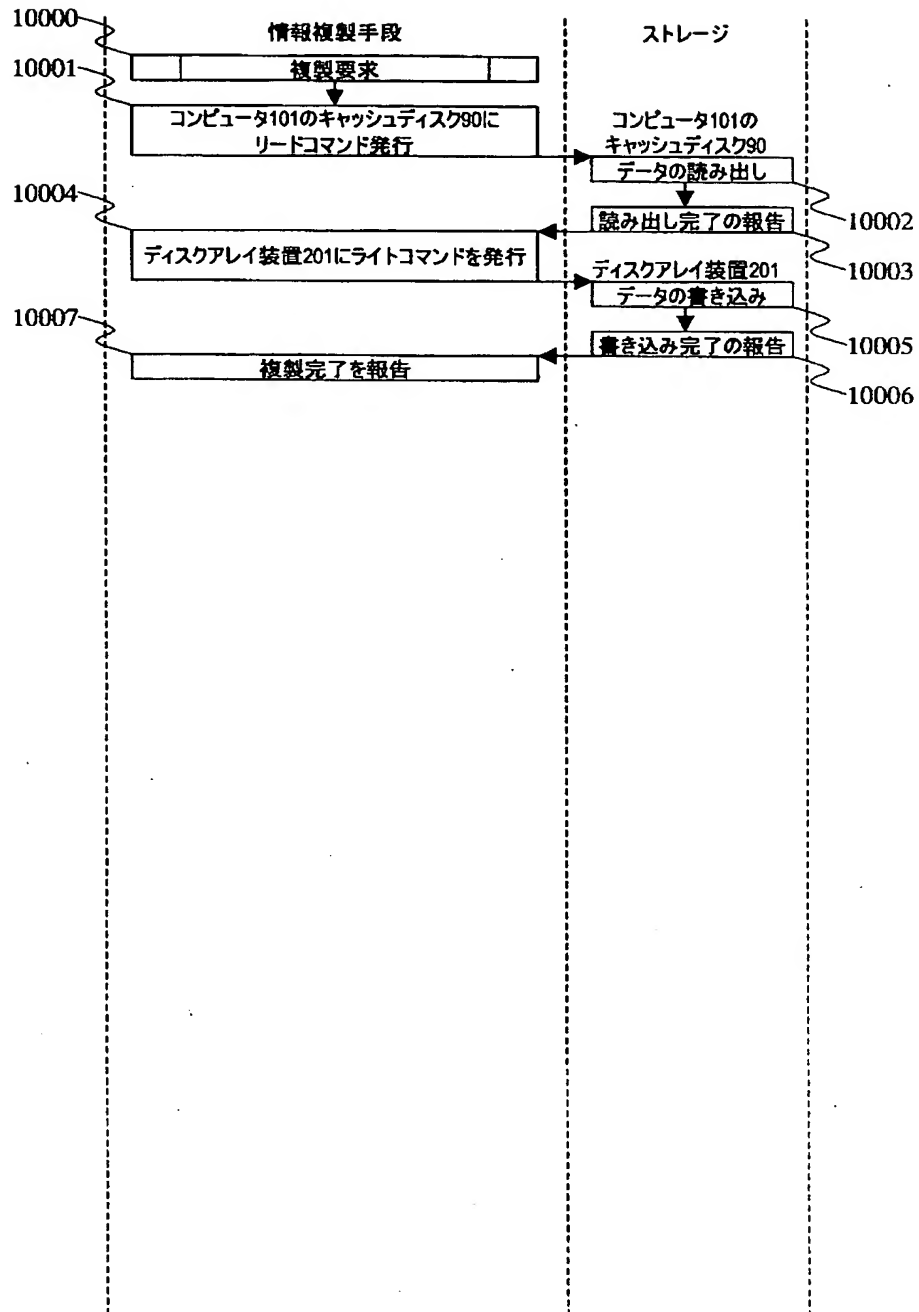 10000
情報複製手段
ストレージ
複製要求
10001
コンピュータ101のキャッシュディスク90に
リードコマンド発行
コンピュータ101の
キャッシュディスク90
データの読み出し
10002
読み出し完了の報告
10003
10004
ディスクアレイ装置201にライトコマンドを発行
ディスクアレイ装置201
データの書き込み
10005
書き込み完了の報告
10006
10007
複製完了を報告